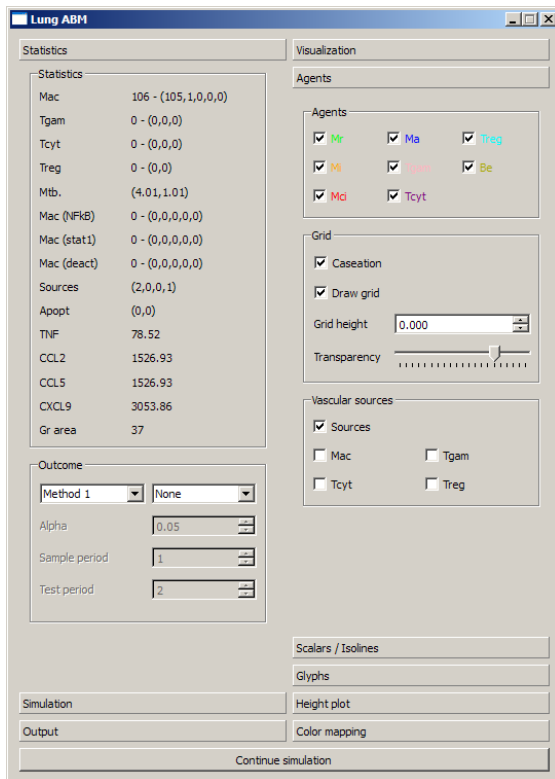 Lung ABM
Statistics
Statistics
Mac 106 - (105,1,0,0,0)
Tgam 0 - (0,0,0)
Tcyt 0 - (0,0,0)
Treg 0 - (0,0)
Mtb. (4.01,1.01)
Mac (NFkB) 0 - (0,0,0,0,0)
Mac (stat1) 0 - (0,0,0,0,0)
Mac (deact) 0 - (0,0,0,0,0)
Sources (2,0,0,1)
Apopt (0,0)
TNF 78.52
CCL2 1526.93
CCL5 1526.93
CXCL9 3053.86
Gr area 37
Outcome
Method 1 None
Alpha 0.05
Sample period 1
Test period 2
Simulation
Output
Visualization
Agents
Agents
Mr Ma Treg
Mi Be
Mci Tcyt
Grid
Caseation
Draw grid
Grid height 0.000
Transparency
Vascular sources
Sources
Mac Tgam
Tcyt Treg
Scalars / Isolines
Glyphs
Height plot
Color mapping
Continue simulation